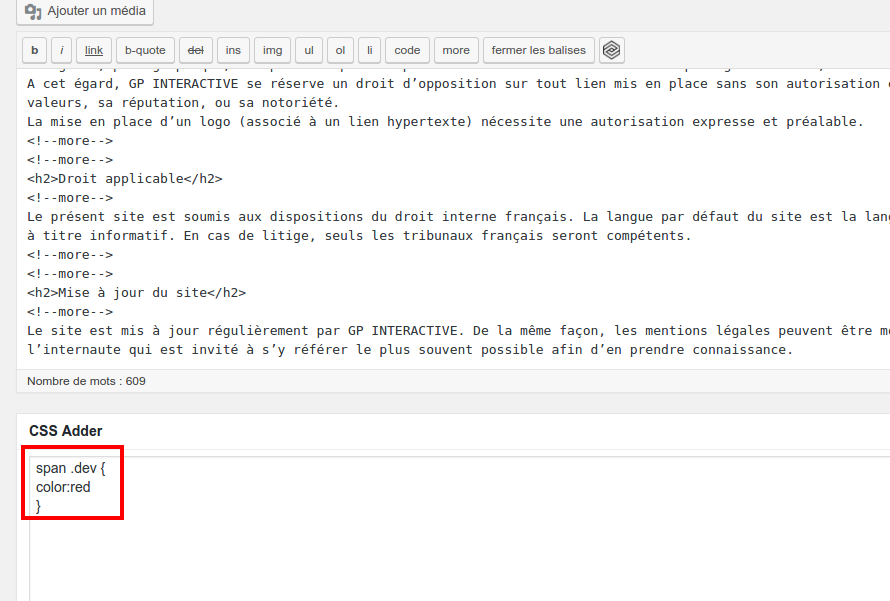 Ajouter un média
b i link b-quote del ins img ul ol li code more fermer les balises
A cet égard, GP INTERACTIVE se réserve un droit d’opposition sur tout lien mis en place sans son autorisation
valeurs, sa réputation, ou sa notoriété.
La mise en place d’un logo (associé à un lien hypertexte) nécessite une autorisation expresse et préalable.
<!--more-->
<!--more-->
<h2>Droit applicable</h2>
<!--more-->
Le présent site est soumis aux dispositions du droit interne français. La langue par défaut du site est la
à titre informatif. En cas de litige, seuls les tribunaux français seront compétents.
<!--more-->
<!--more-->
<h2>Mise à jour du site</h2>
<!--more-->
Le site est mis à jour régulièrement par GP INTERACTIVE. De la même façon, les mentions légales peuvent être
l’internaute qui est invité à s’y référer le plus souvent possible afin d’en prendre connaissance.
Nombre de mots : 609
CSS Adder
span .dev {
color:red
}